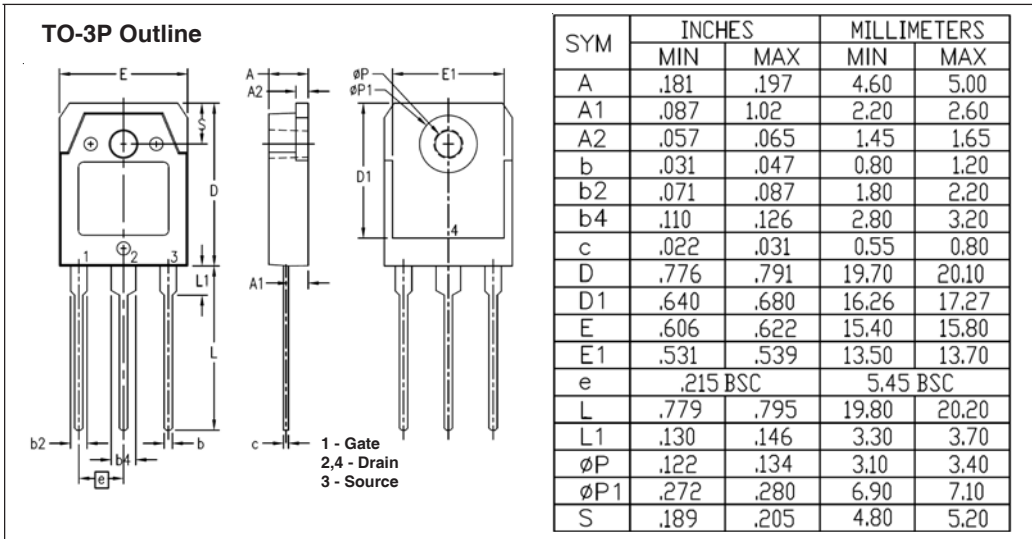 TO-3P Outline
E
A
A2
øP
øP1
E1
S
D
D1
4
1 2 3
L1
A1
L
b2
b
b4
e
c
1 - Gate
2,4 - Drain
3 - Source
SYM INCHES MILLIMETERS
MIN MAX MIN MAX
A .181 .197 4.60 5.00
A1 .087 1.02 2.20 2.60
A2 .057 .065 1.45 1.65
b .031 .047 0.80 1.20
b2 .071 .087 1.80 2.20
b4 .110 .126 2.80 3.20
c .022 .031 0.55 0.80
D .776 .791 19.70 20.10
D1 .640 .680 16.26 17.27
E .606 .622 15.40 15.80
E1 .531 .539 13.50 13.70
e .215 BSC 5.45 BSC
L .779 .795 19.80 20.20
L1 .130 .146 3.30 3.70
øP .122 .134 3.10 3.40
øP1 .272 .280 6.90 7.10
S .189 .205 4.80 5.20